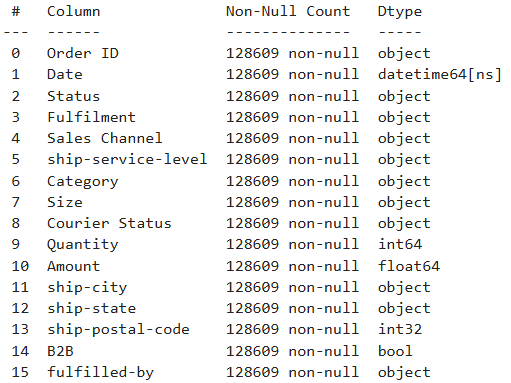 #   Column              Non-Null Count   Dtype
---  ------              --------------   -----
 0   Order ID            128609 non-null  object
 1   Date                128609 non-null  datetime64[ns]
 2   Status              128609 non-null  object
 3   Fulfilment          128609 non-null  object
 4   Sales Channel       128609 non-null  object
 5   ship-service-level  128609 non-null  object
 6   Category            128609 non-null  object
 7   Size                128609 non-null  object
 8   Courier Status      128609 non-null  object
 9   Quantity            128609 non-null  int64
 10  Amount              128609 non-null  float64
 11  ship-city           128609 non-null  object
 12  ship-state          128609 non-null  object
 13  ship-postal-code    128609 non-null  int32
 14  B2B                 128609 non-null  bool
 15  fulfilled-by        128609 non-null  object